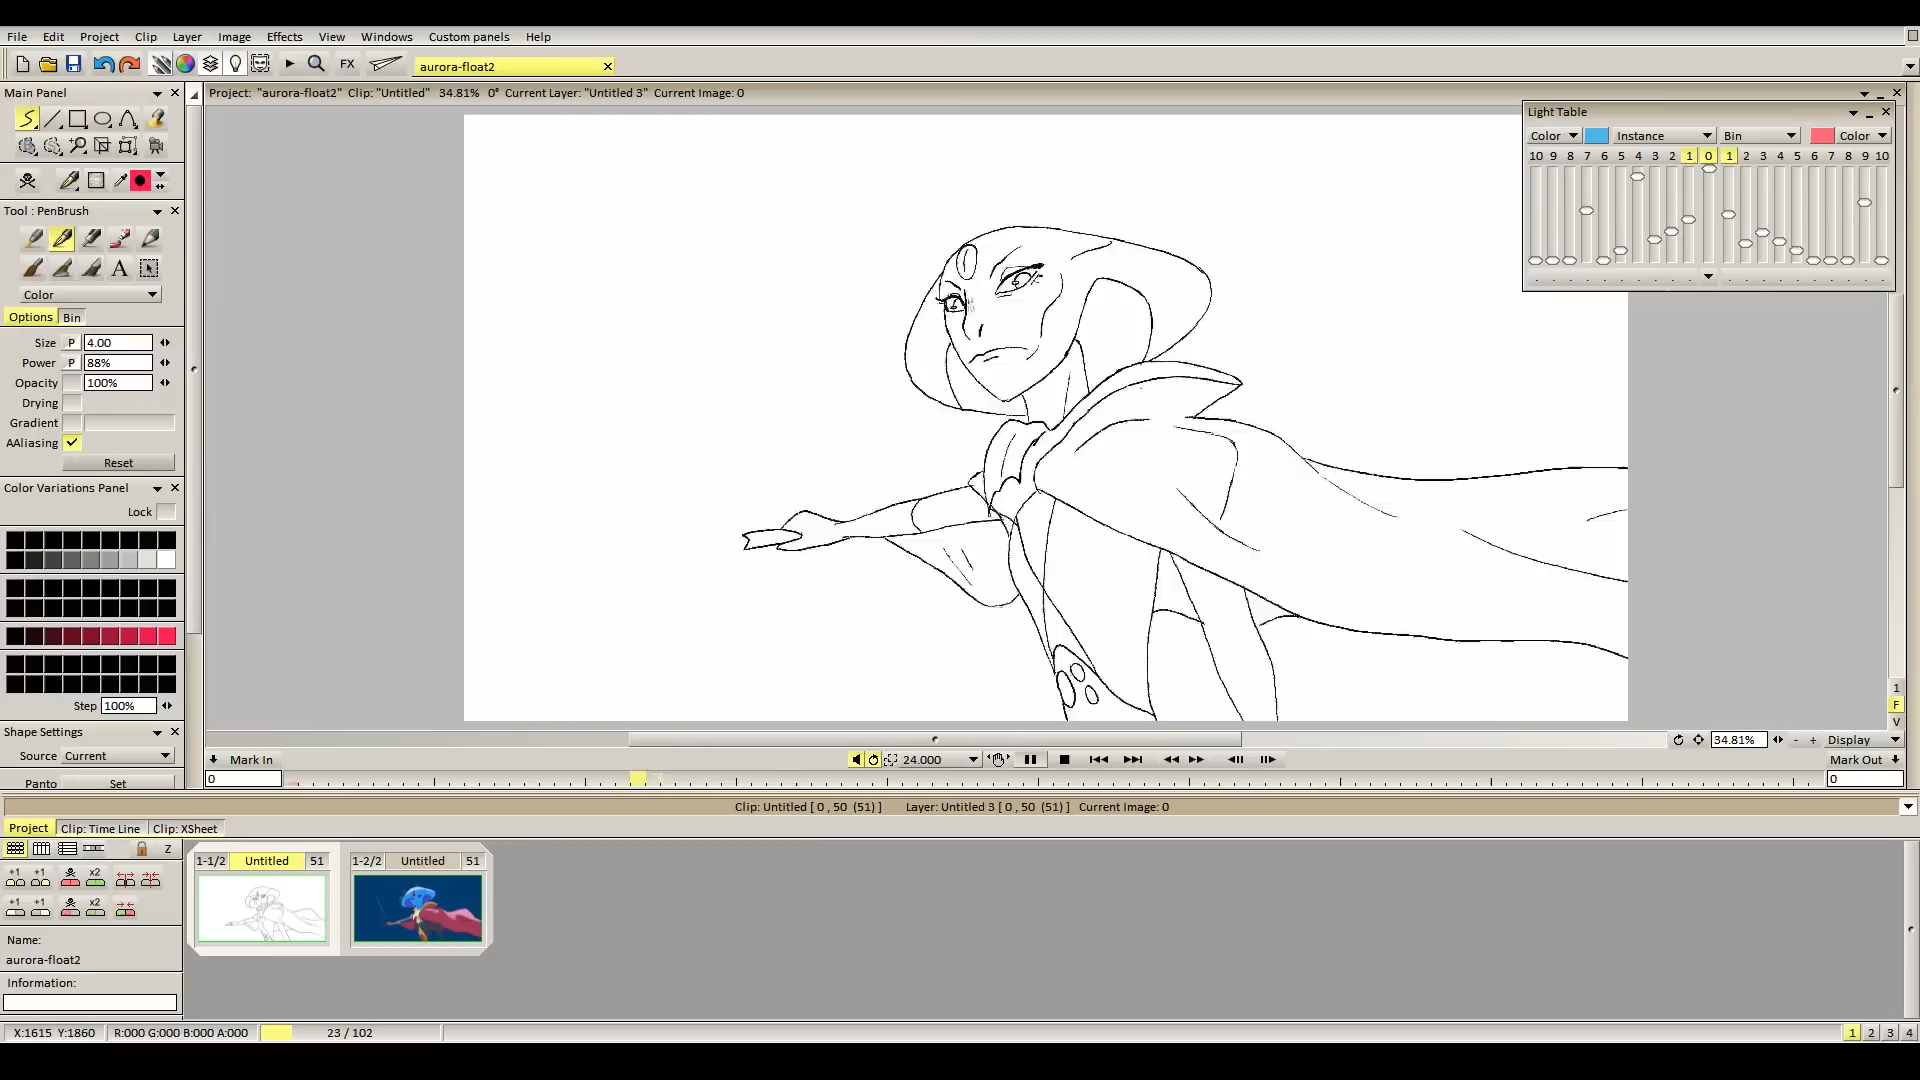 File Edit Project Clip Layer Image Effects View Windows Custom panels Help
FX aurora-float2
Main Panel
Project: "aurora-float2" Clip: "Untitled" 34.81% 0° Current Layer: "Untitled 3" Current Image: 0
Light Table
Color Instance Bin Color
10 9 8 7 6 5 4 3 2 1 0 1 2 3 4 5 6 7 8 9 10
Tool : PenBrush
A
Color
Options Bin
Size P 4.00
Power P 88%
Opacity 100%
Drying
Gradient
AAliasing
Reset
Color Variations Panel
Lock
Step 100%
1
F
V
Shape Settings
Source Current
Panto Set
34.81% - + Display
Mark In 24.000 Mark Out
0 0
Clip: Untitled [ 0 , 50 (51) ] Layer: Untitled 3 [ 0 , 50 (51) ] Current Image: 0
Project Clip: Time Line Clip: XSheet
Z
1-1/2 Untitled 51 1-2/2 Untitled 51
+1 +1 x2
+1 +1 x2
Name:
aurora-float2
Information:
X:1615 Y:1860 R:000 G:000 B:000 A:000 23 / 102 1 2 3 4